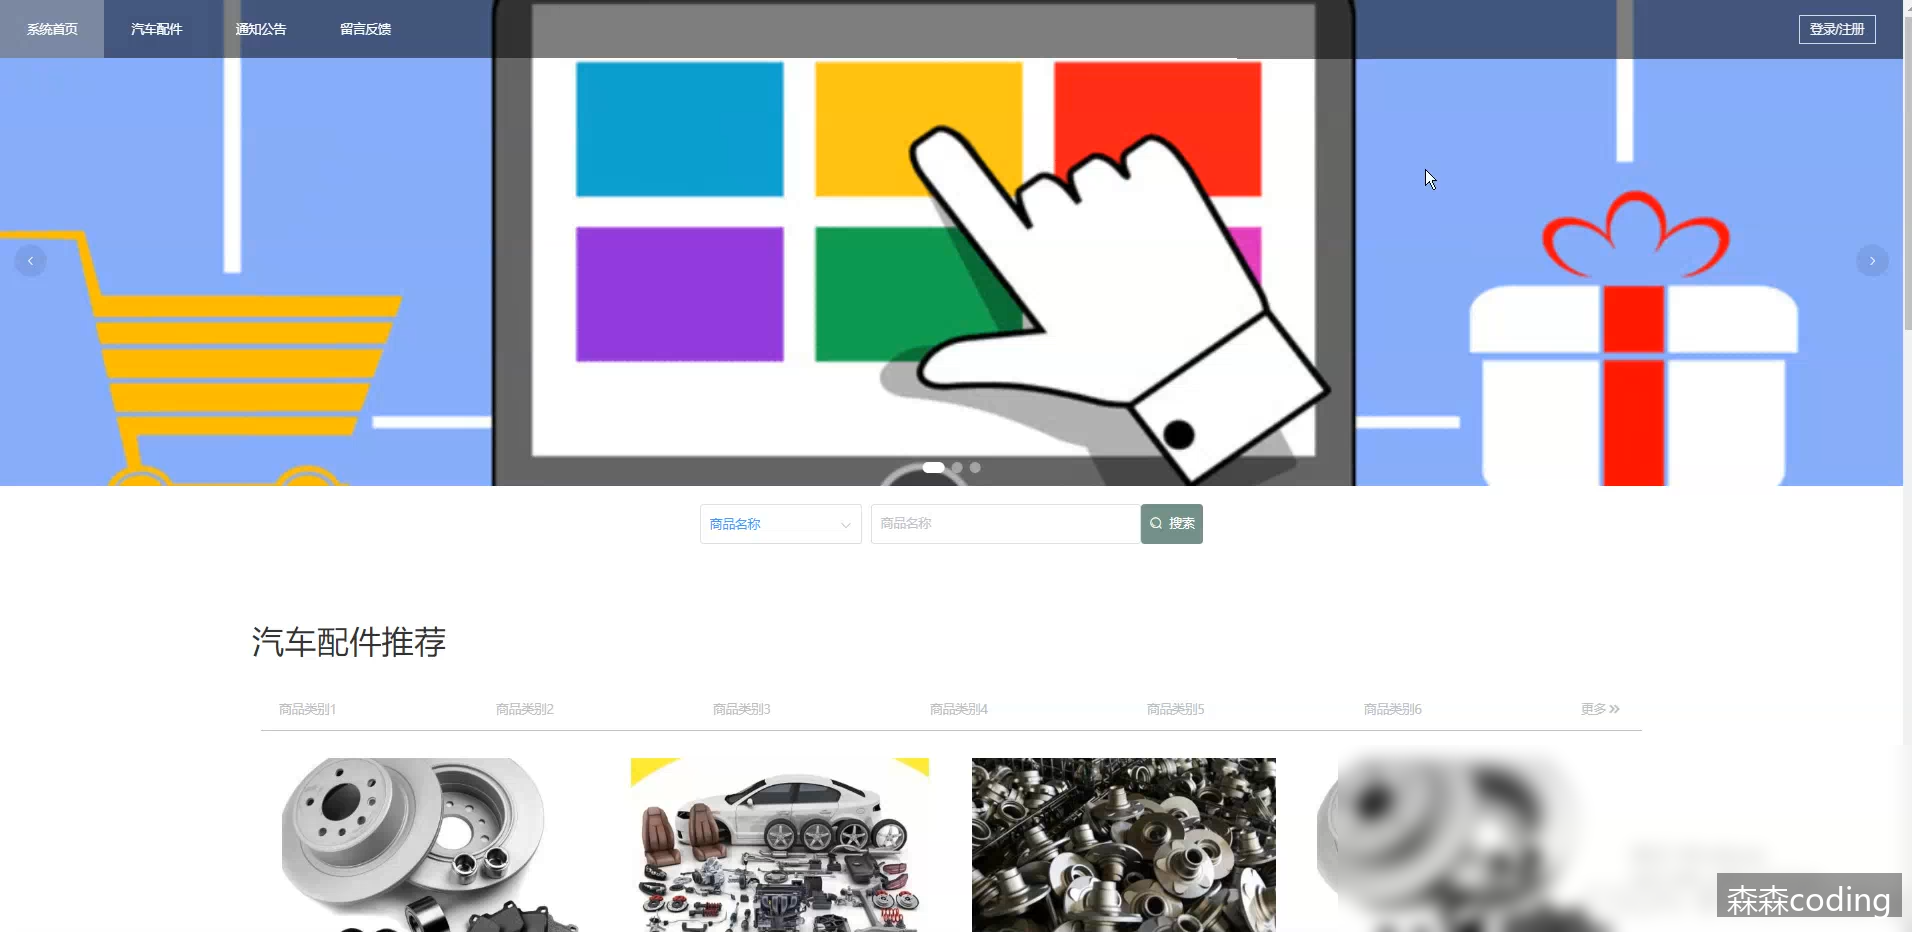 系统首页
汽车配件
通知公告
留言反馈
登录/注册
商品名称
商品名称
搜索
汽车配件推荐
商品类别1
商品类别2
商品类别3
商品类别4
商品类别5
商品类别6
更多
森森coding